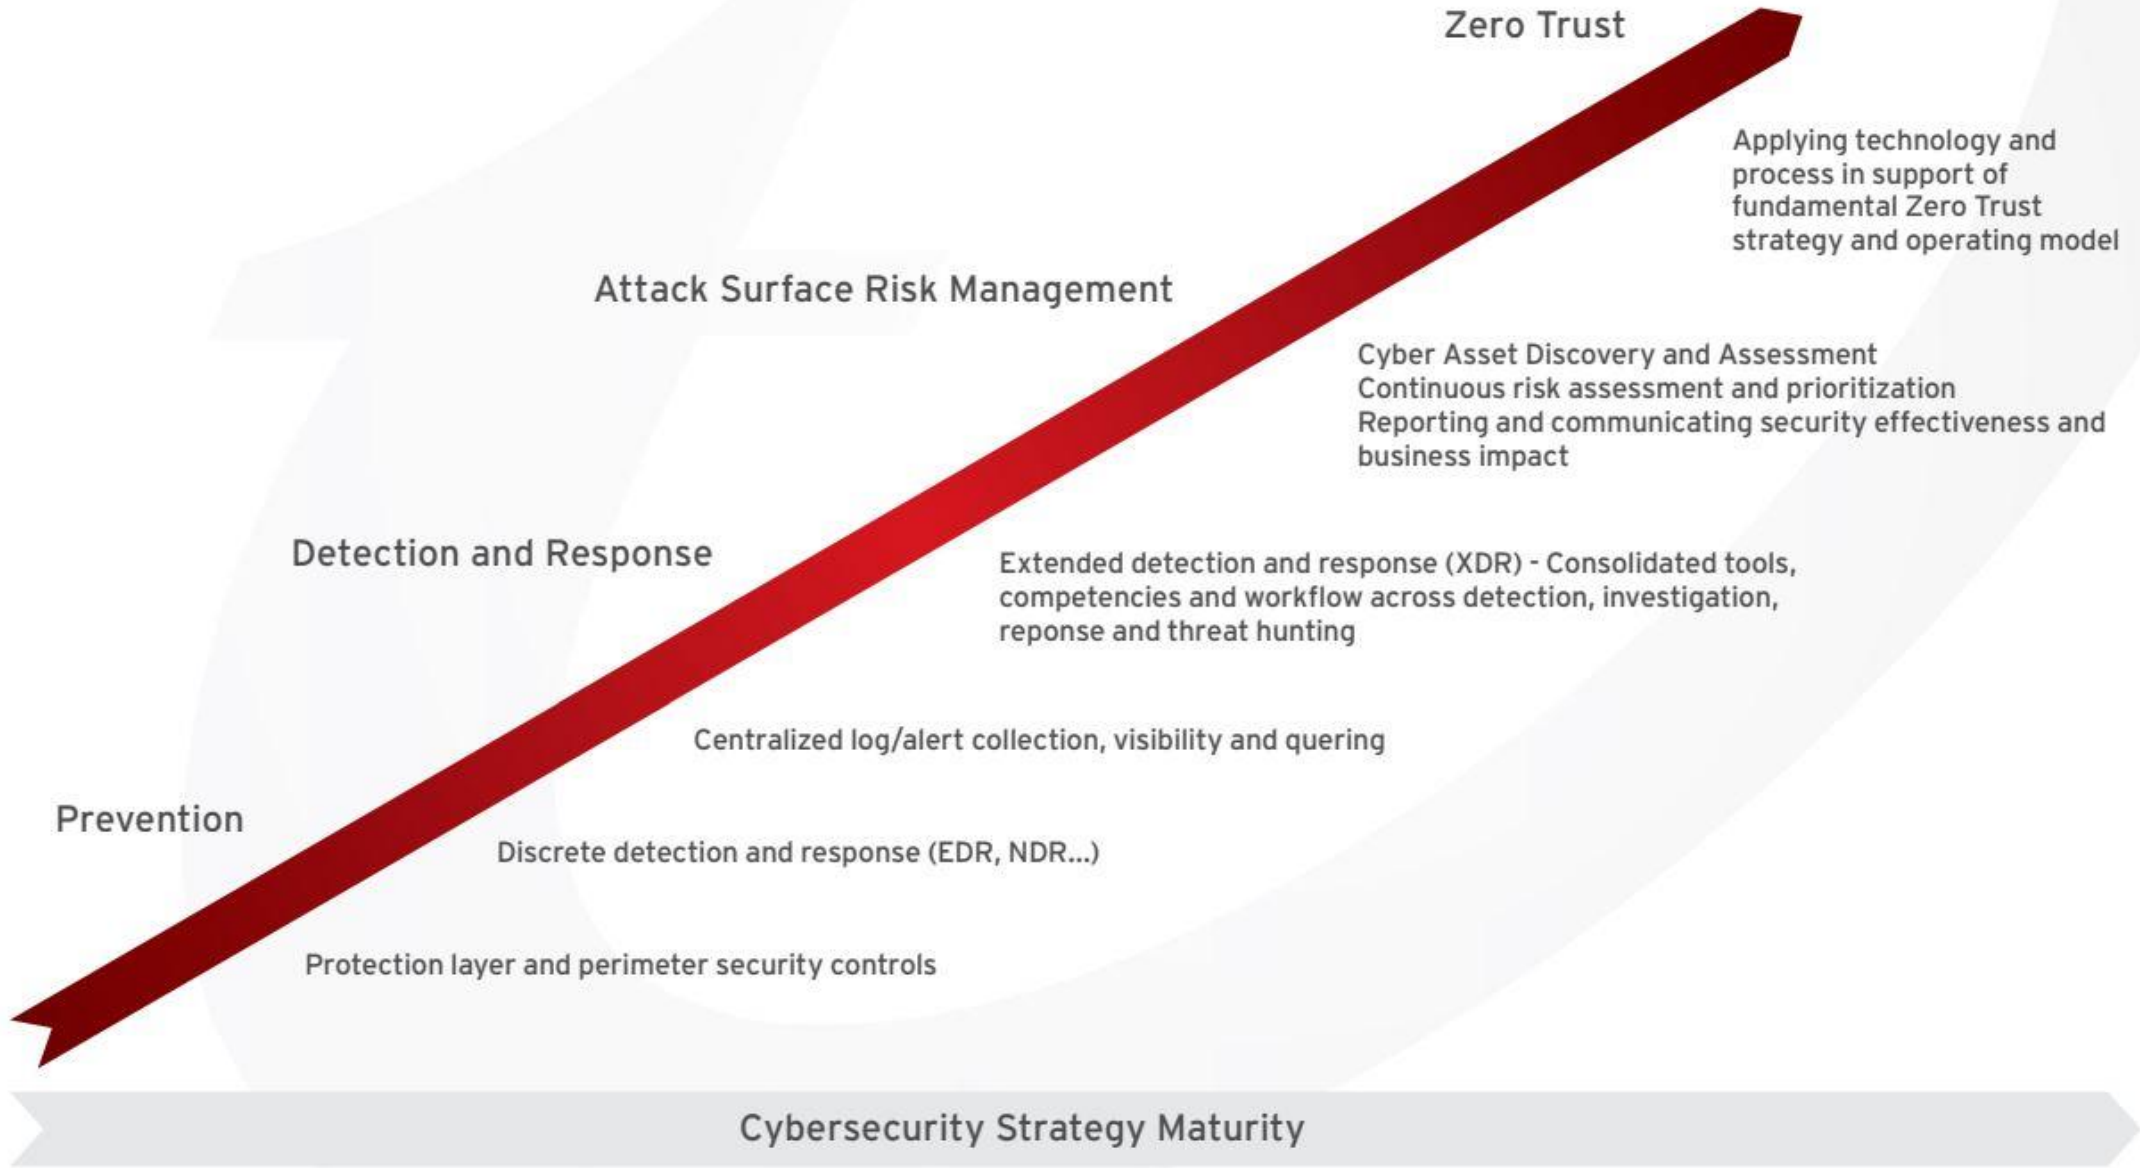 Zero Trust
Applying technology and
process in support of
fundamental Zero Trust
strategy and operating model
Attack Surface Risk Management
Cyber Asset Discovery and Assessment
Continuous risk assessment and prioritization
Reporting and communicating security effectiveness and
business impact
Detection and Response
Extended detection and response (XDR) - Consolidated tools,
competencies and workflow across detection, investigation,
reponse and threat hunting
Centralized log/alert collection, visibility and quering
Prevention
Discrete detection and response (EDR, NDR...)
Protection layer and perimeter security controls
Cybersecurity Strategy Maturity